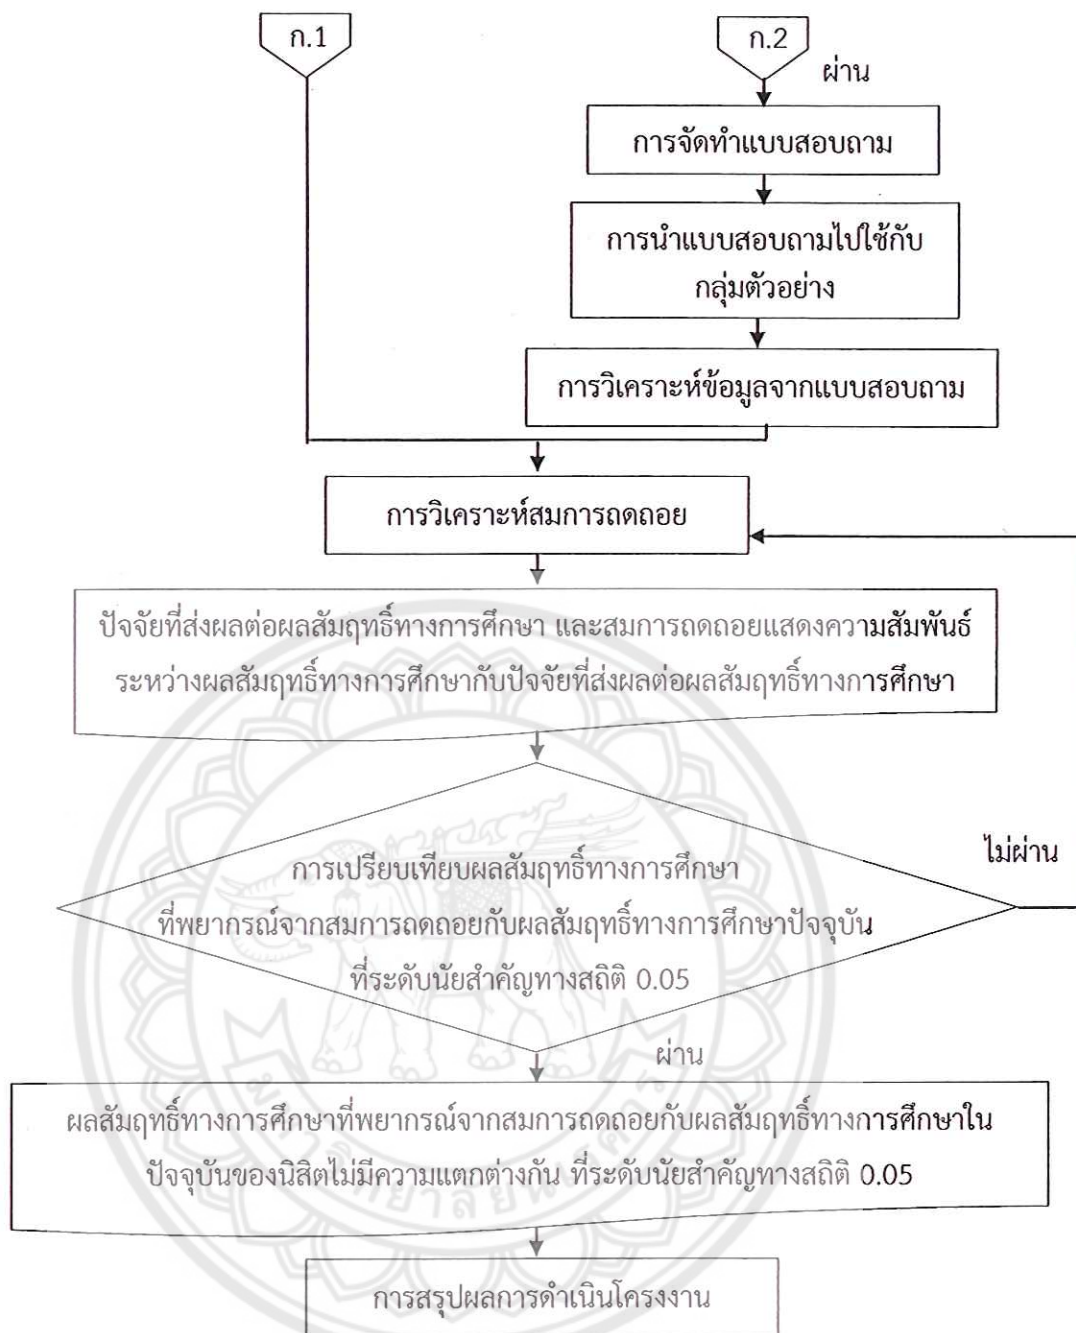 ก.1
ก.2
ผ่าน
การจัดทำแบบสอบถาม
การนำแบบสอบถามไปใช้กับ
กลุ่มตัวอย่าง
การวิเคราะห์ข้อมูลจากแบบสอบถาม
การวิเคราะห์สมการถดถอย
ปัจจัยที่ส่งผลต่อผลสัมฤทธิ์ทางการศึกษา และสมการถดถอยแสดงความสัมพันธ์
ระหว่างผลสัมฤทธิ์ทางการศึกษากับปัจจัยที่ส่งผลต่อผลสัมฤทธิ์ทางการศึกษา
ไม่ผ่าน
การเปรียบเทียบผลสัมฤทธิ์ทางการศึกษา
ที่พยากรณ์จากสมการถดถอยกับผลสัมฤทธิ์ทางการศึกษาปัจจุบัน
ที่ระดับนัยสำคัญทางสถิติ 0.05
ผ่าน
ผลสัมฤทธิ์ทางการศึกษาที่พยากรณ์จากสมการถดถอยกับผลสัมฤทธิ์ทางการศึกษาใน
ปัจจุบันของนิสิตไม่มีความแตกต่างกัน ที่ระดับนัยสำคัญทางสถิติ 0.05
มหาวิทยาลัยนเรศวร
การสรุปผลการดำเนินโครงงาน